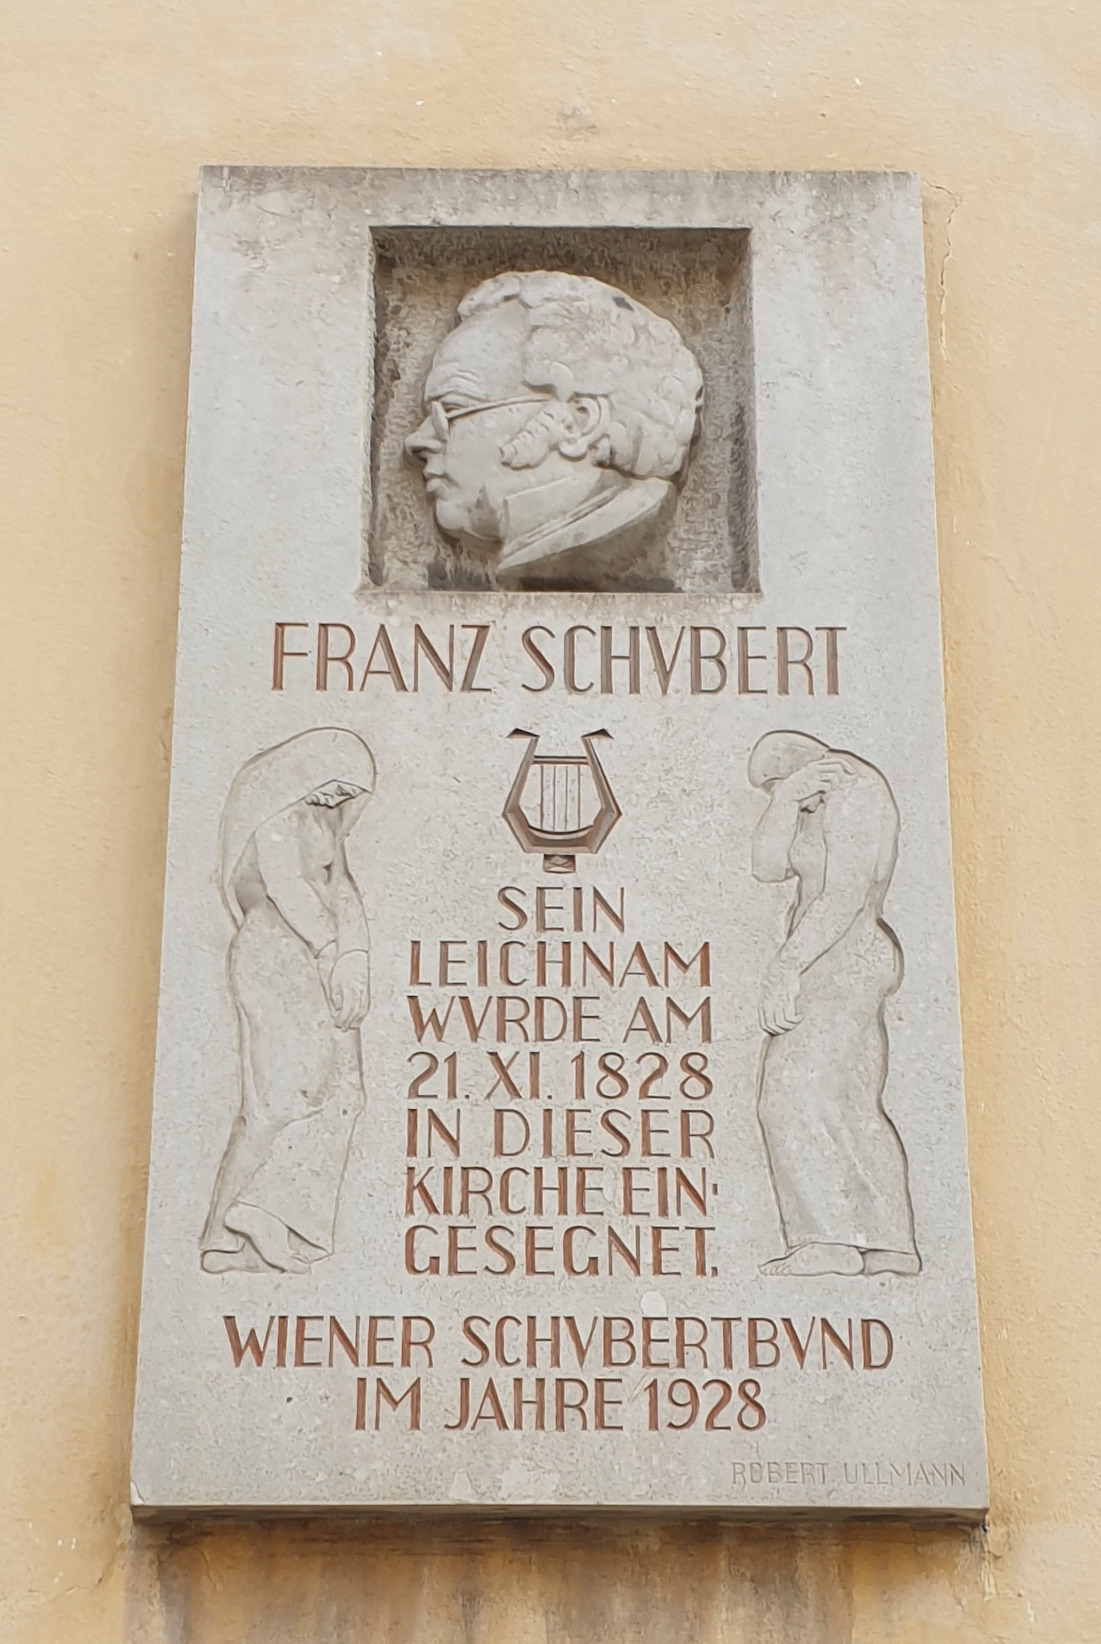 FRANZ SCHVBERT
SEIN
LEICHNAM
WVRDE AM
21. XI. 1828
IN DIESER
KIRCHE EIN:
GESEGNET.
WIENER SCHVBERTBVND
IM JAHRE 1928
ROBERT ULLMANN